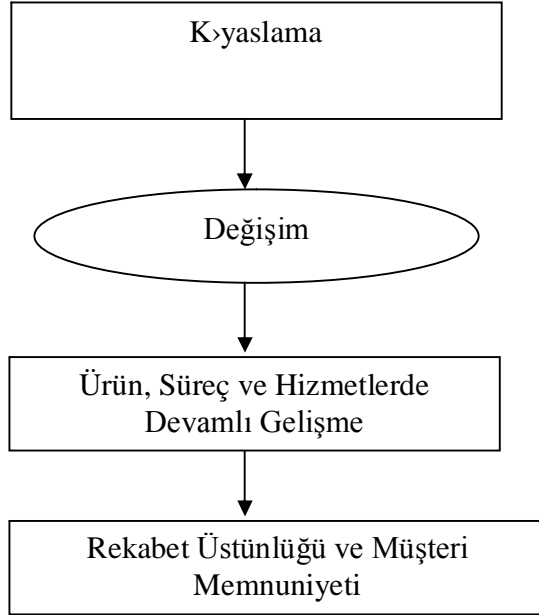 K›yaslama
Değişim
Ürün, Süreç ve Hizmetlerde
Devamlı Gelişme
Rekabet Üstünlüğü ve Müşteri
Memnuniyeti